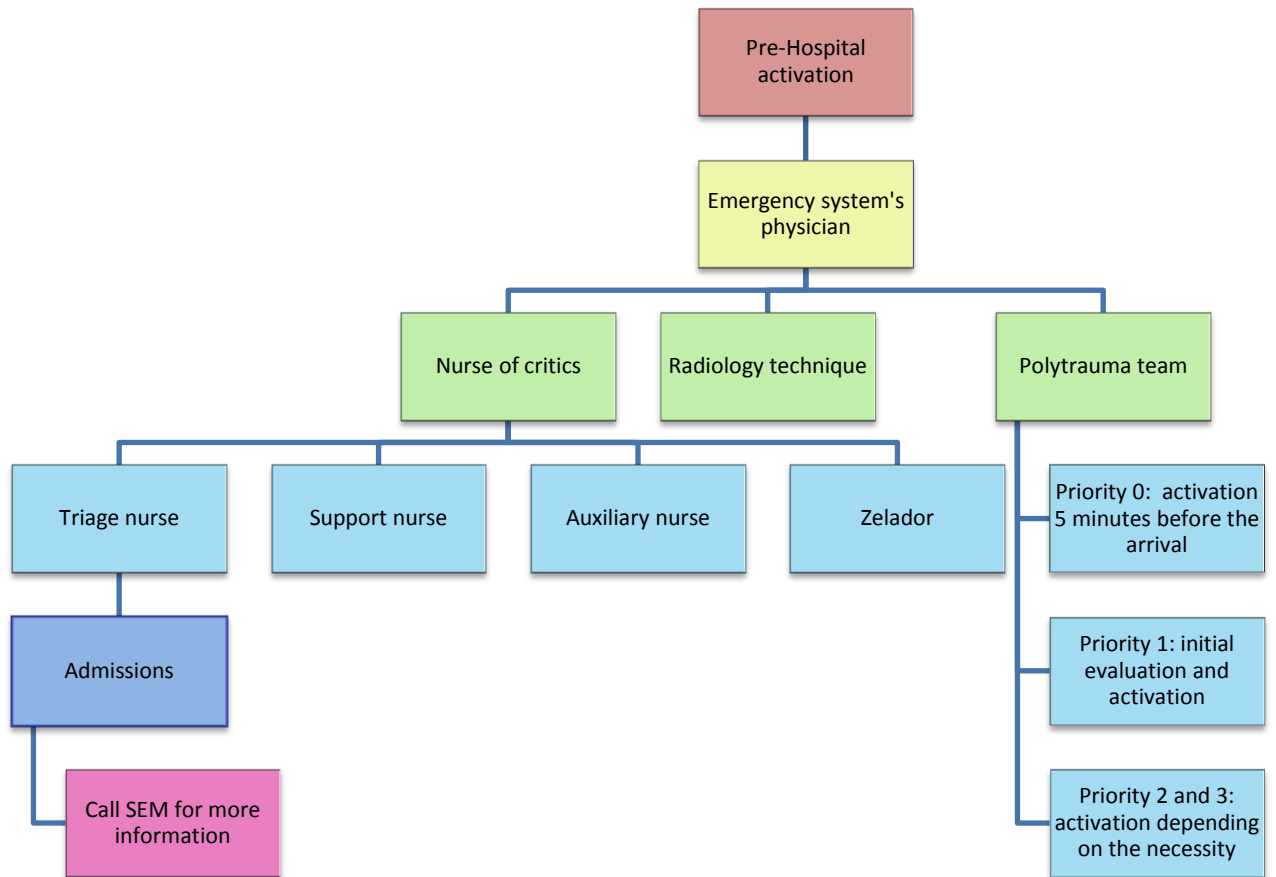 Pre-Hospital
activation
Emergency system's
physician
Nurse of critics
Radiology technique
Polytrauma team
Triage nurse
Support nurse
Auxiliary nurse
Zelador
Priority 0:  activation
5 minutes before the
arrival
Admissions
Priority 1: initial
evaluation and
activation
Call SEM for more
information
Priority 2 and 3:
activation depending
on the necessity